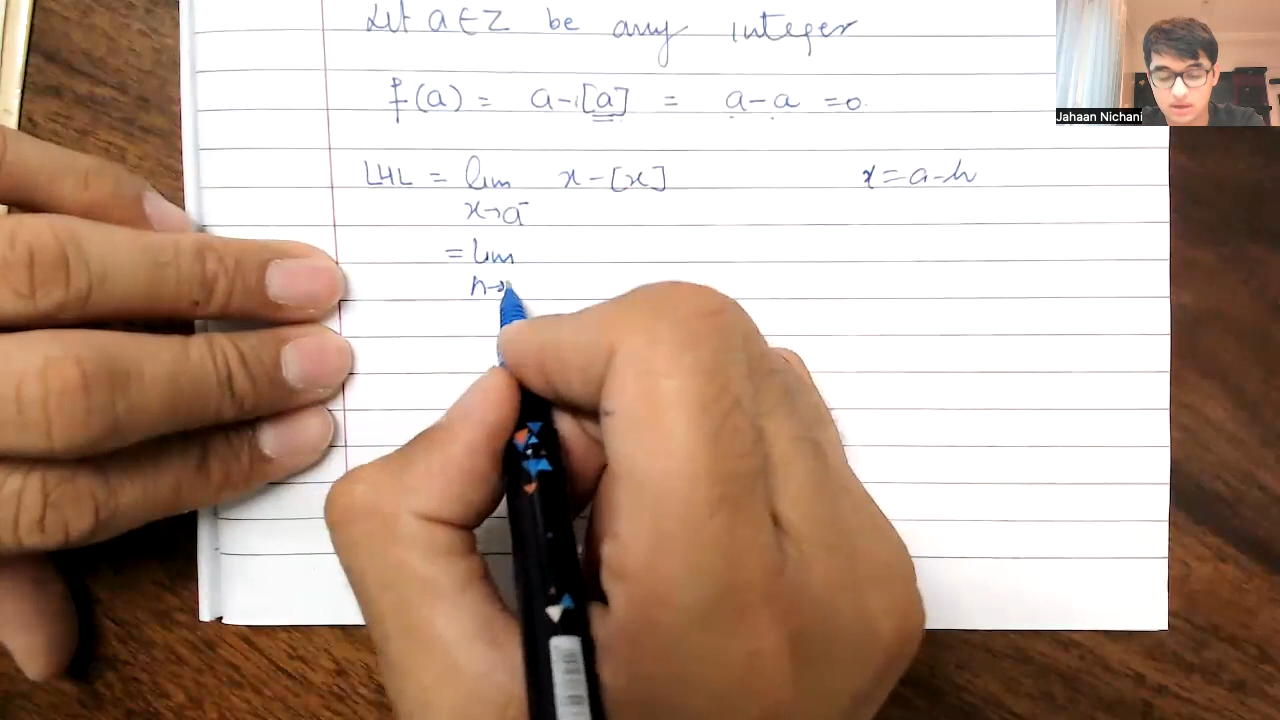 Let a ∈ Z be any integer
f(a) = a-[a] = a-a =0.
LHL = lim x-[x] x=a-h
x→a⁻
= lim
h→
Jahaan Nichani